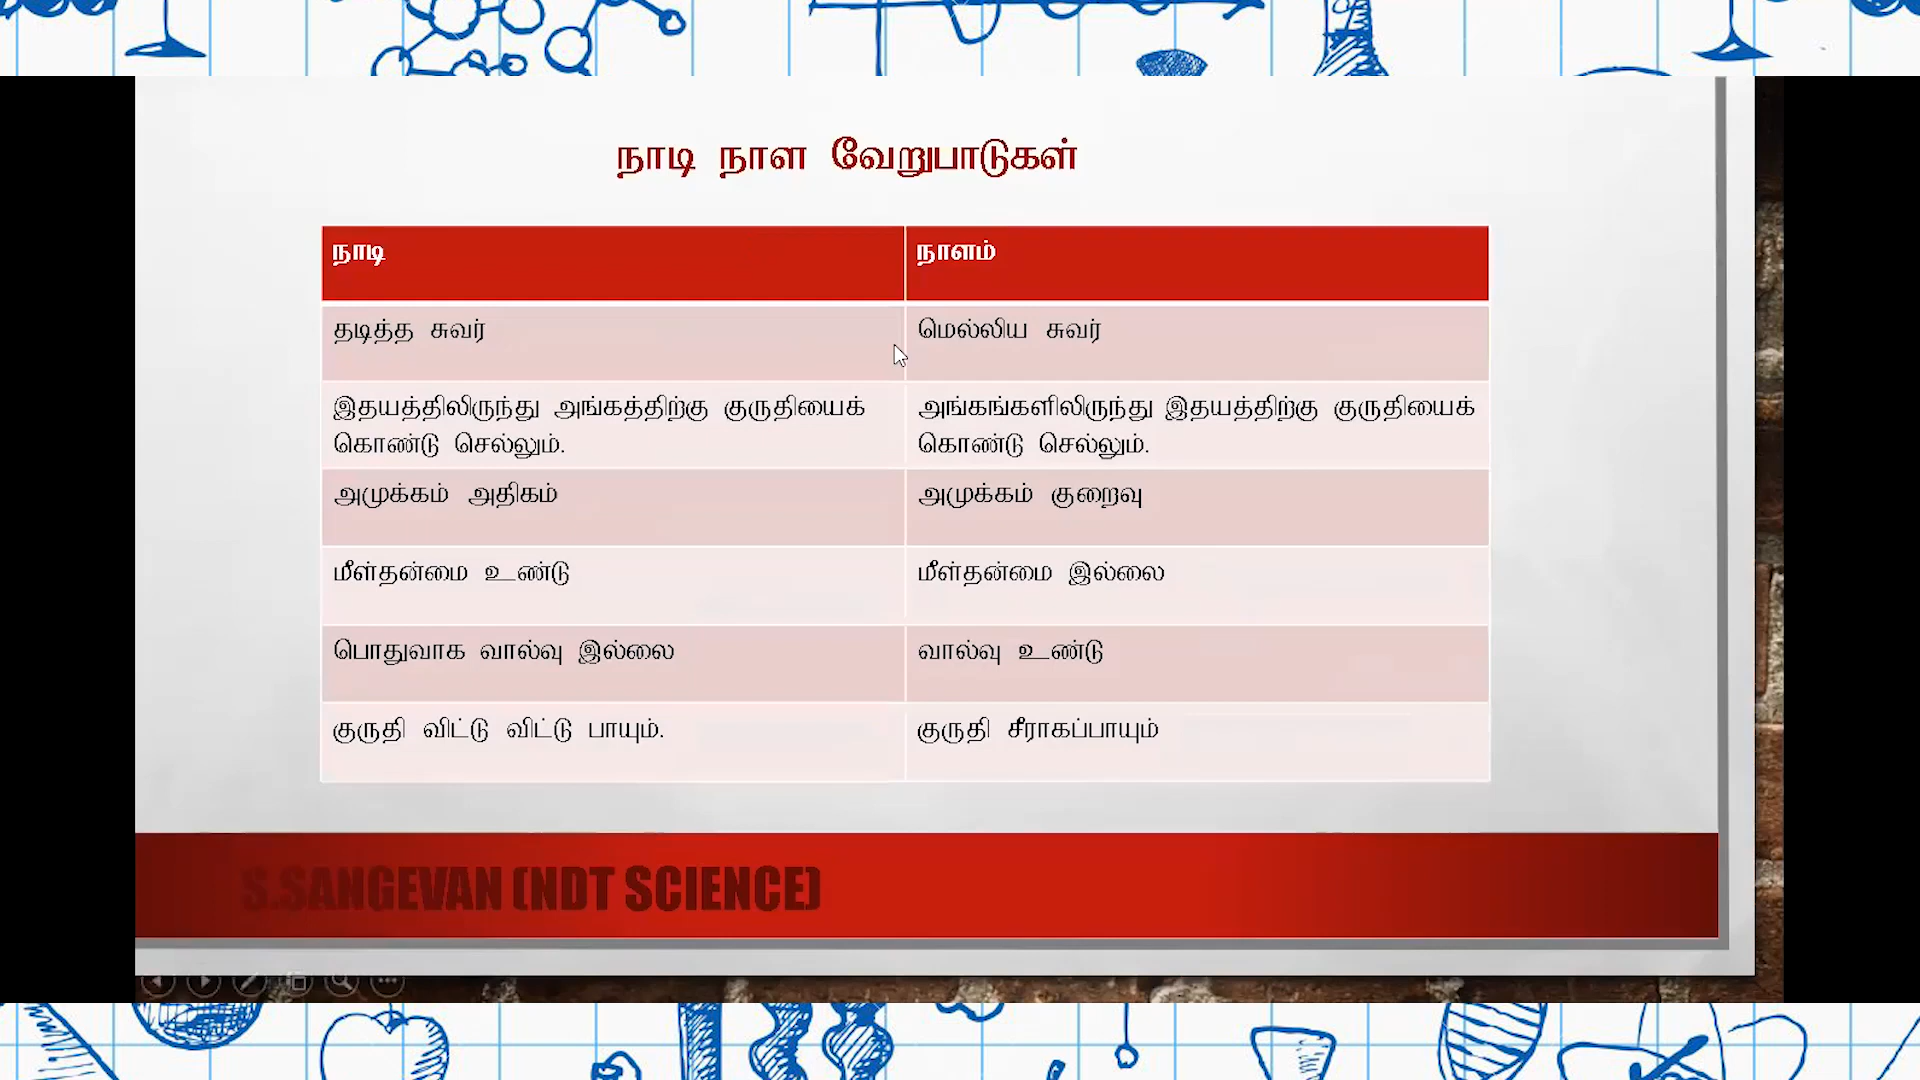 நாடி நாள வேறுபாடுகள்
நாடி
நாளம்
தடித்த சுவர்
மெல்லிய சுவர்
இதயத்திலிருந்து அங்கத்திற்கு குருதியைக்
கொண்டு செல்லும்.
அங்கங்களிலிருந்து இதயத்திற்கு குருதியைக்
கொண்டு செல்லும்.
அமுக்கம் அதிகம்
அமுக்கம் குறைவு
மீள்தன்மை உண்டு
மீள்தன்மை இல்லை
பொதுவாக வால்வு இல்லை
வால்வு உண்டு
குருதி விட்டு விட்டு பாயும்.
குருதி சீராகப்பாயும்
S.SANGEVAN (NDT SCIENCE)